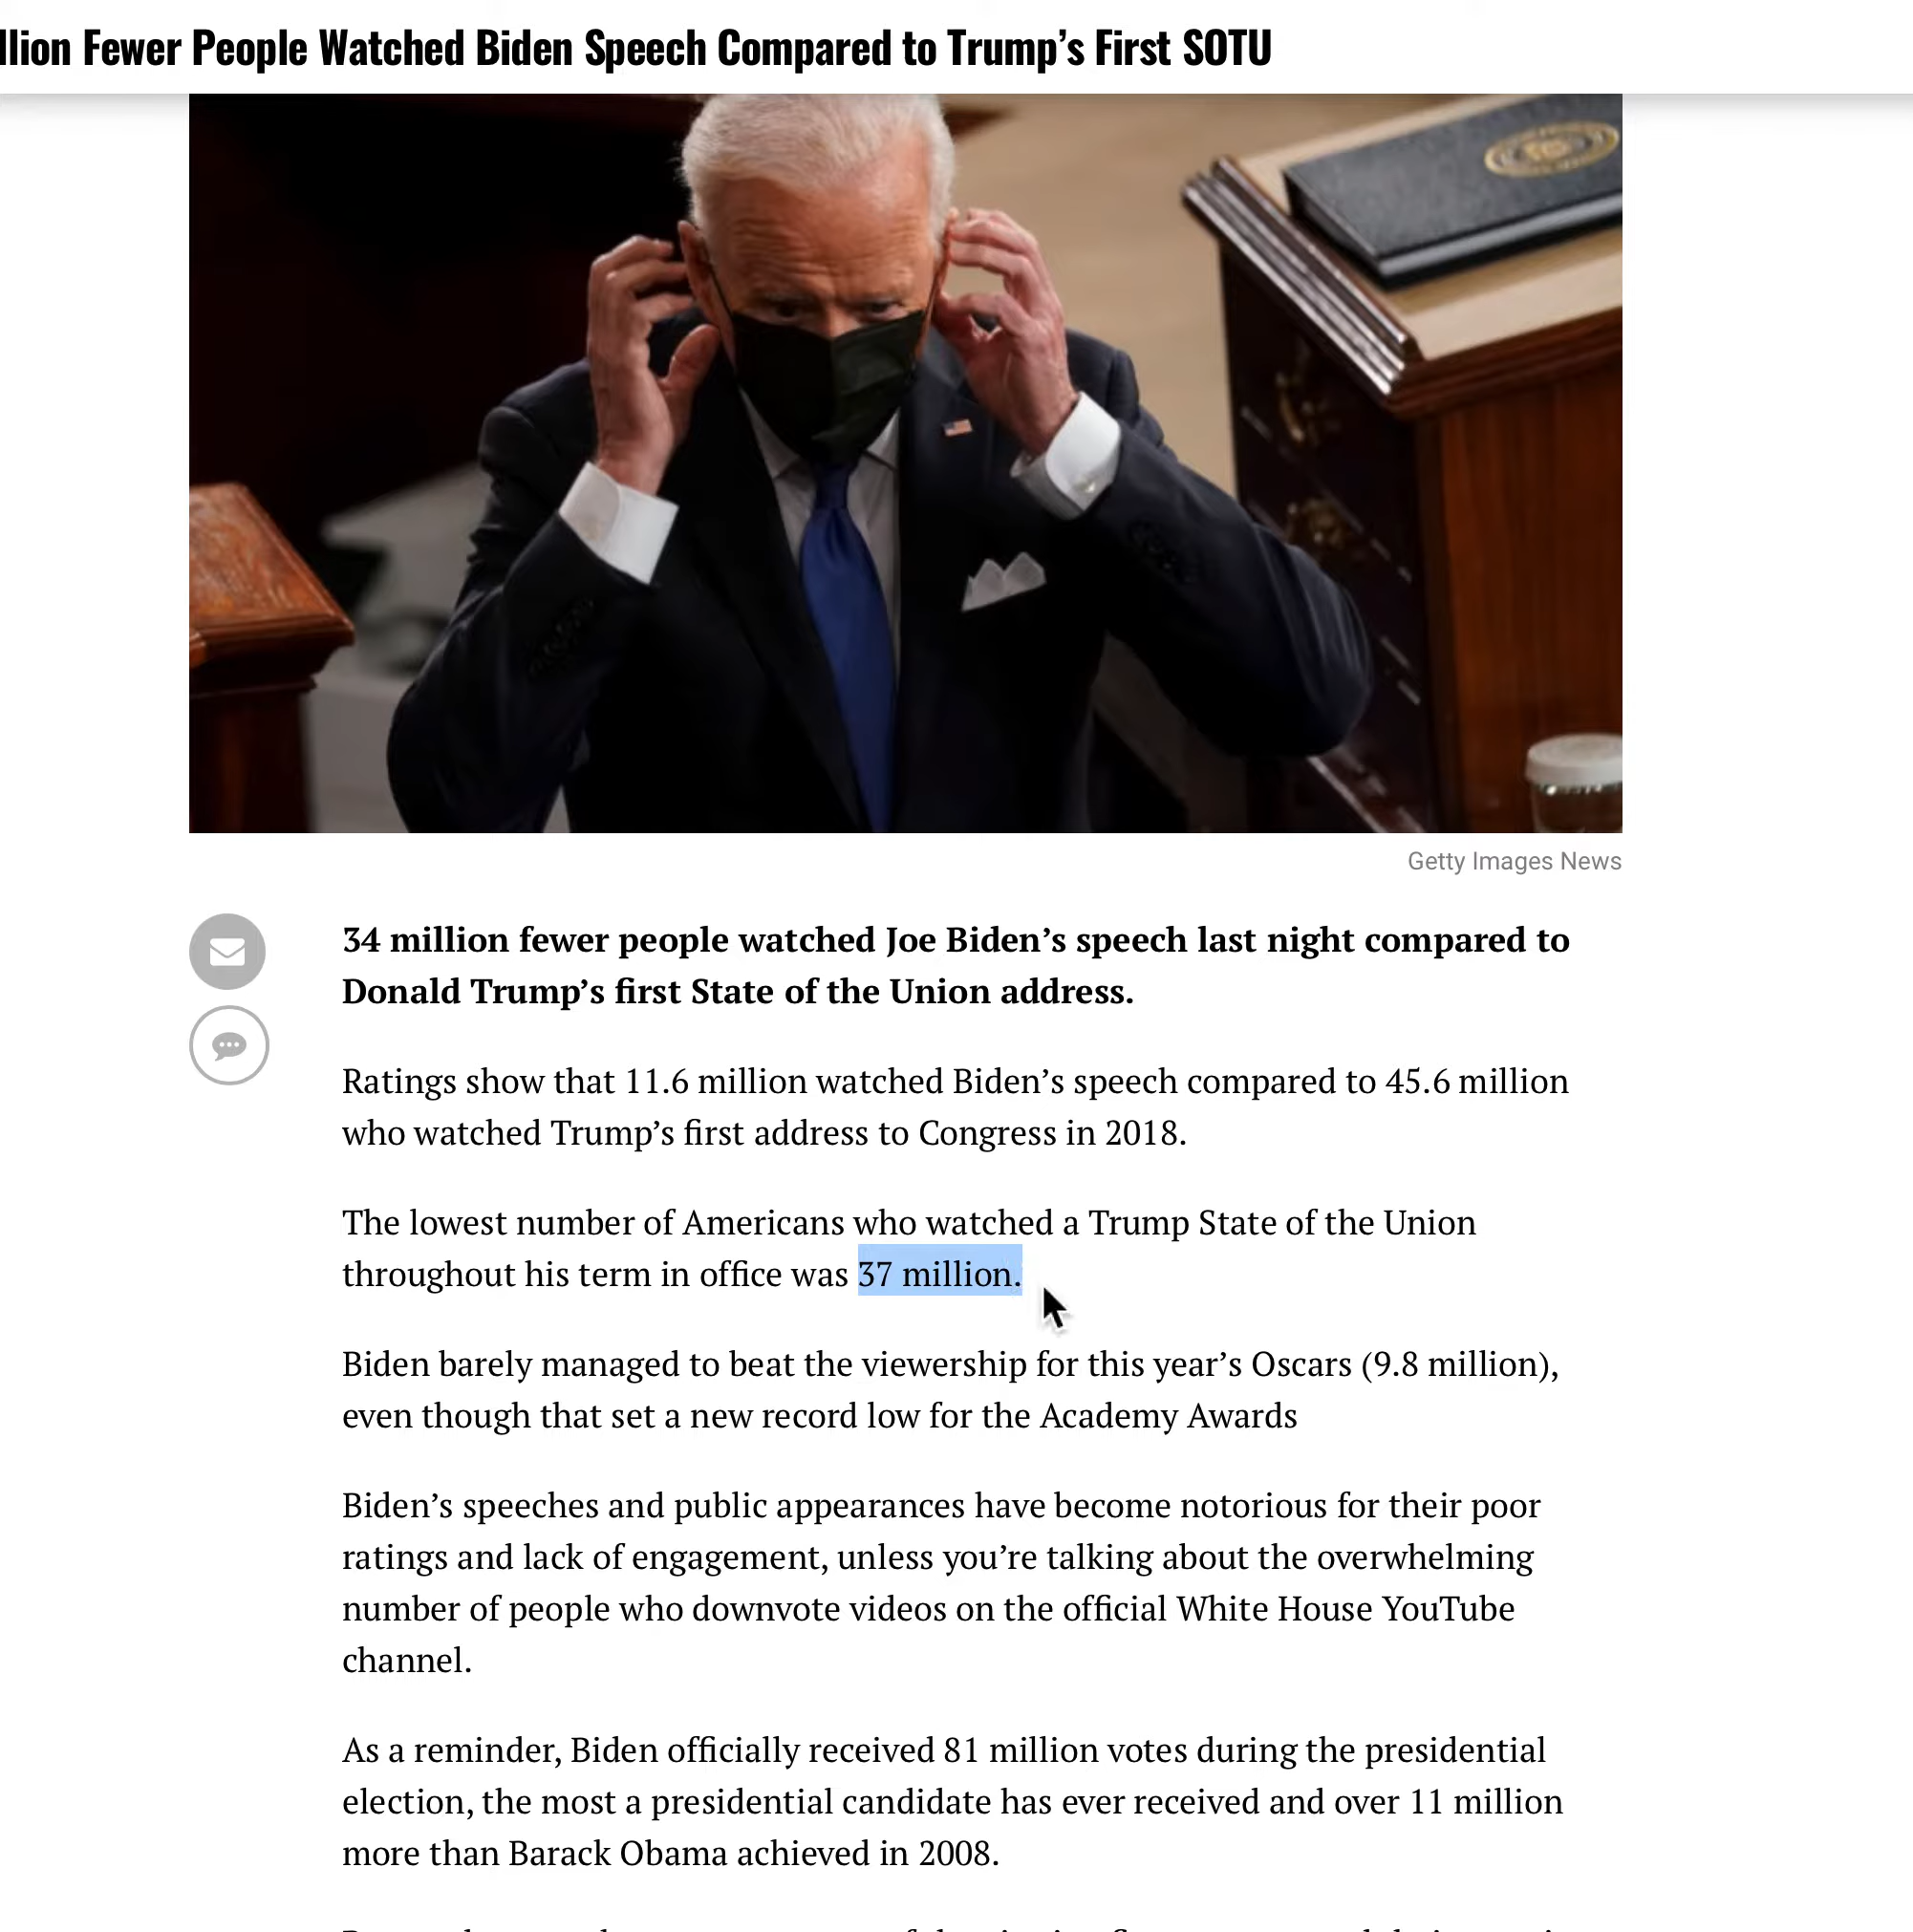 llion Fewer People Watched Biden Speech Compared to Trump’s First SOTU
Getty Images News
34 million fewer people watched Joe Biden’s speech last night compared to
Donald Trump’s first State of the Union address.
Ratings show that 11.6 million watched Biden’s speech compared to 45.6 million
who watched Trump’s first address to Congress in 2018.
The lowest number of Americans who watched a Trump State of the Union
throughout his term in office was 37 million.
Biden barely managed to beat the viewership for this year’s Oscars (9.8 million),
even though that set a new record low for the Academy Awards
Biden’s speeches and public appearances have become notorious for their poor
ratings and lack of engagement, unless you’re talking about the overwhelming
number of people who downvote videos on the official White House YouTube
channel.
As a reminder, Biden officially received 81 million votes during the presidential
election, the most a presidential candidate has ever received and over 11 million
more than Barack Obama achieved in 2008.